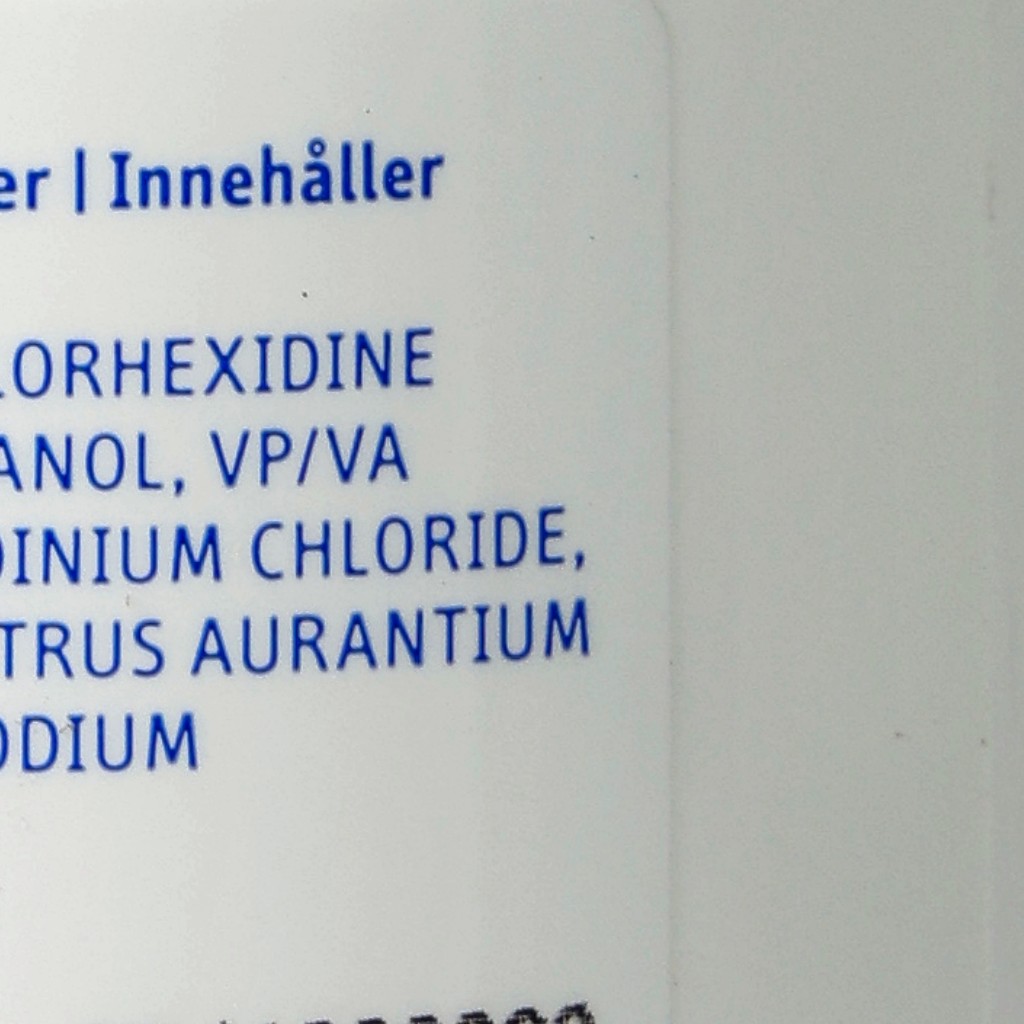 er | Innehåller
LORHEXIDINE
ANOL, VP/VA
DINIUM CHLORIDE,
TRUS AURANTIUM
ODIUM